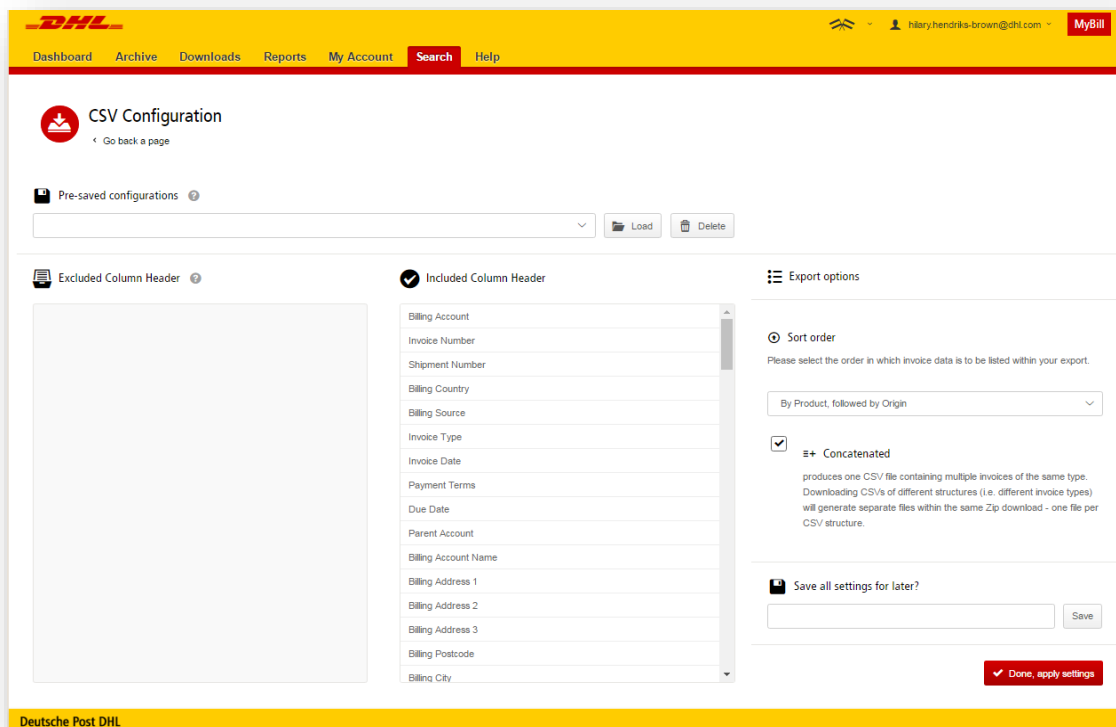 DHL
hilary.hendriks-brown@dhl.com
MyBill
Dashboard Archive Downloads Reports My Account Search Help
CSV Configuration
Go back a page
Pre-saved configurations ?
Load Delete
Excluded Column Header ?
Included Column Header
Billing Account
Invoice Number
Shipment Number
Billing Country
Billing Source
Invoice Type
Invoice Date
Payment Terms
Due Date
Parent Account
Billing Account Name
Billing Address 1
Billing Address 2
Billing Address 3
Billing Postcode
Billing City
Export options
Sort order
Please select the order in which invoice data is to be listed within your export.
By Product, followed by Origin
Concatenated
produces one CSV file containing multiple invoices of the same type.
Downloading CSVs of different structures (i.e. different invoice types)
will generate separate files within the same Zip download - one file per
CSV structure.
Save all settings for later?
Save
Done, apply settings
Deutsche Post DHL